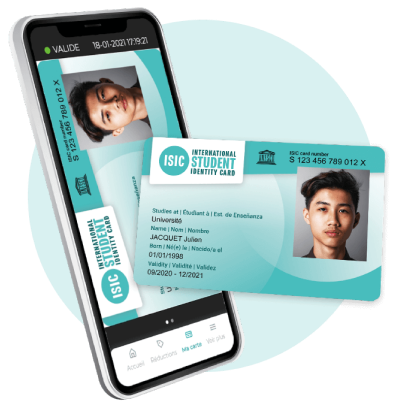 VALIDE
18-01-2021 17:19:21
ISIC card number
S 123 456 789 012 X
ISIC
INTERNATIONAL
STUDENT
IDENTITY CARD
Accueil
Réductions
Ma carte
Voir plus
ISIC
INTERNATIONAL
STUDENT
IDENTITY CARD
ISIC card number
S 123 456 789 012 X
Studies at | Étudiant à | Est. de Enseñanza
Université
Name | Nom | Nombre
JACQUET Julien
Born | Né(e) le | Nacido/a el
01/01/1998
Validity | Validité | Validez
09/2020 - 12/2021